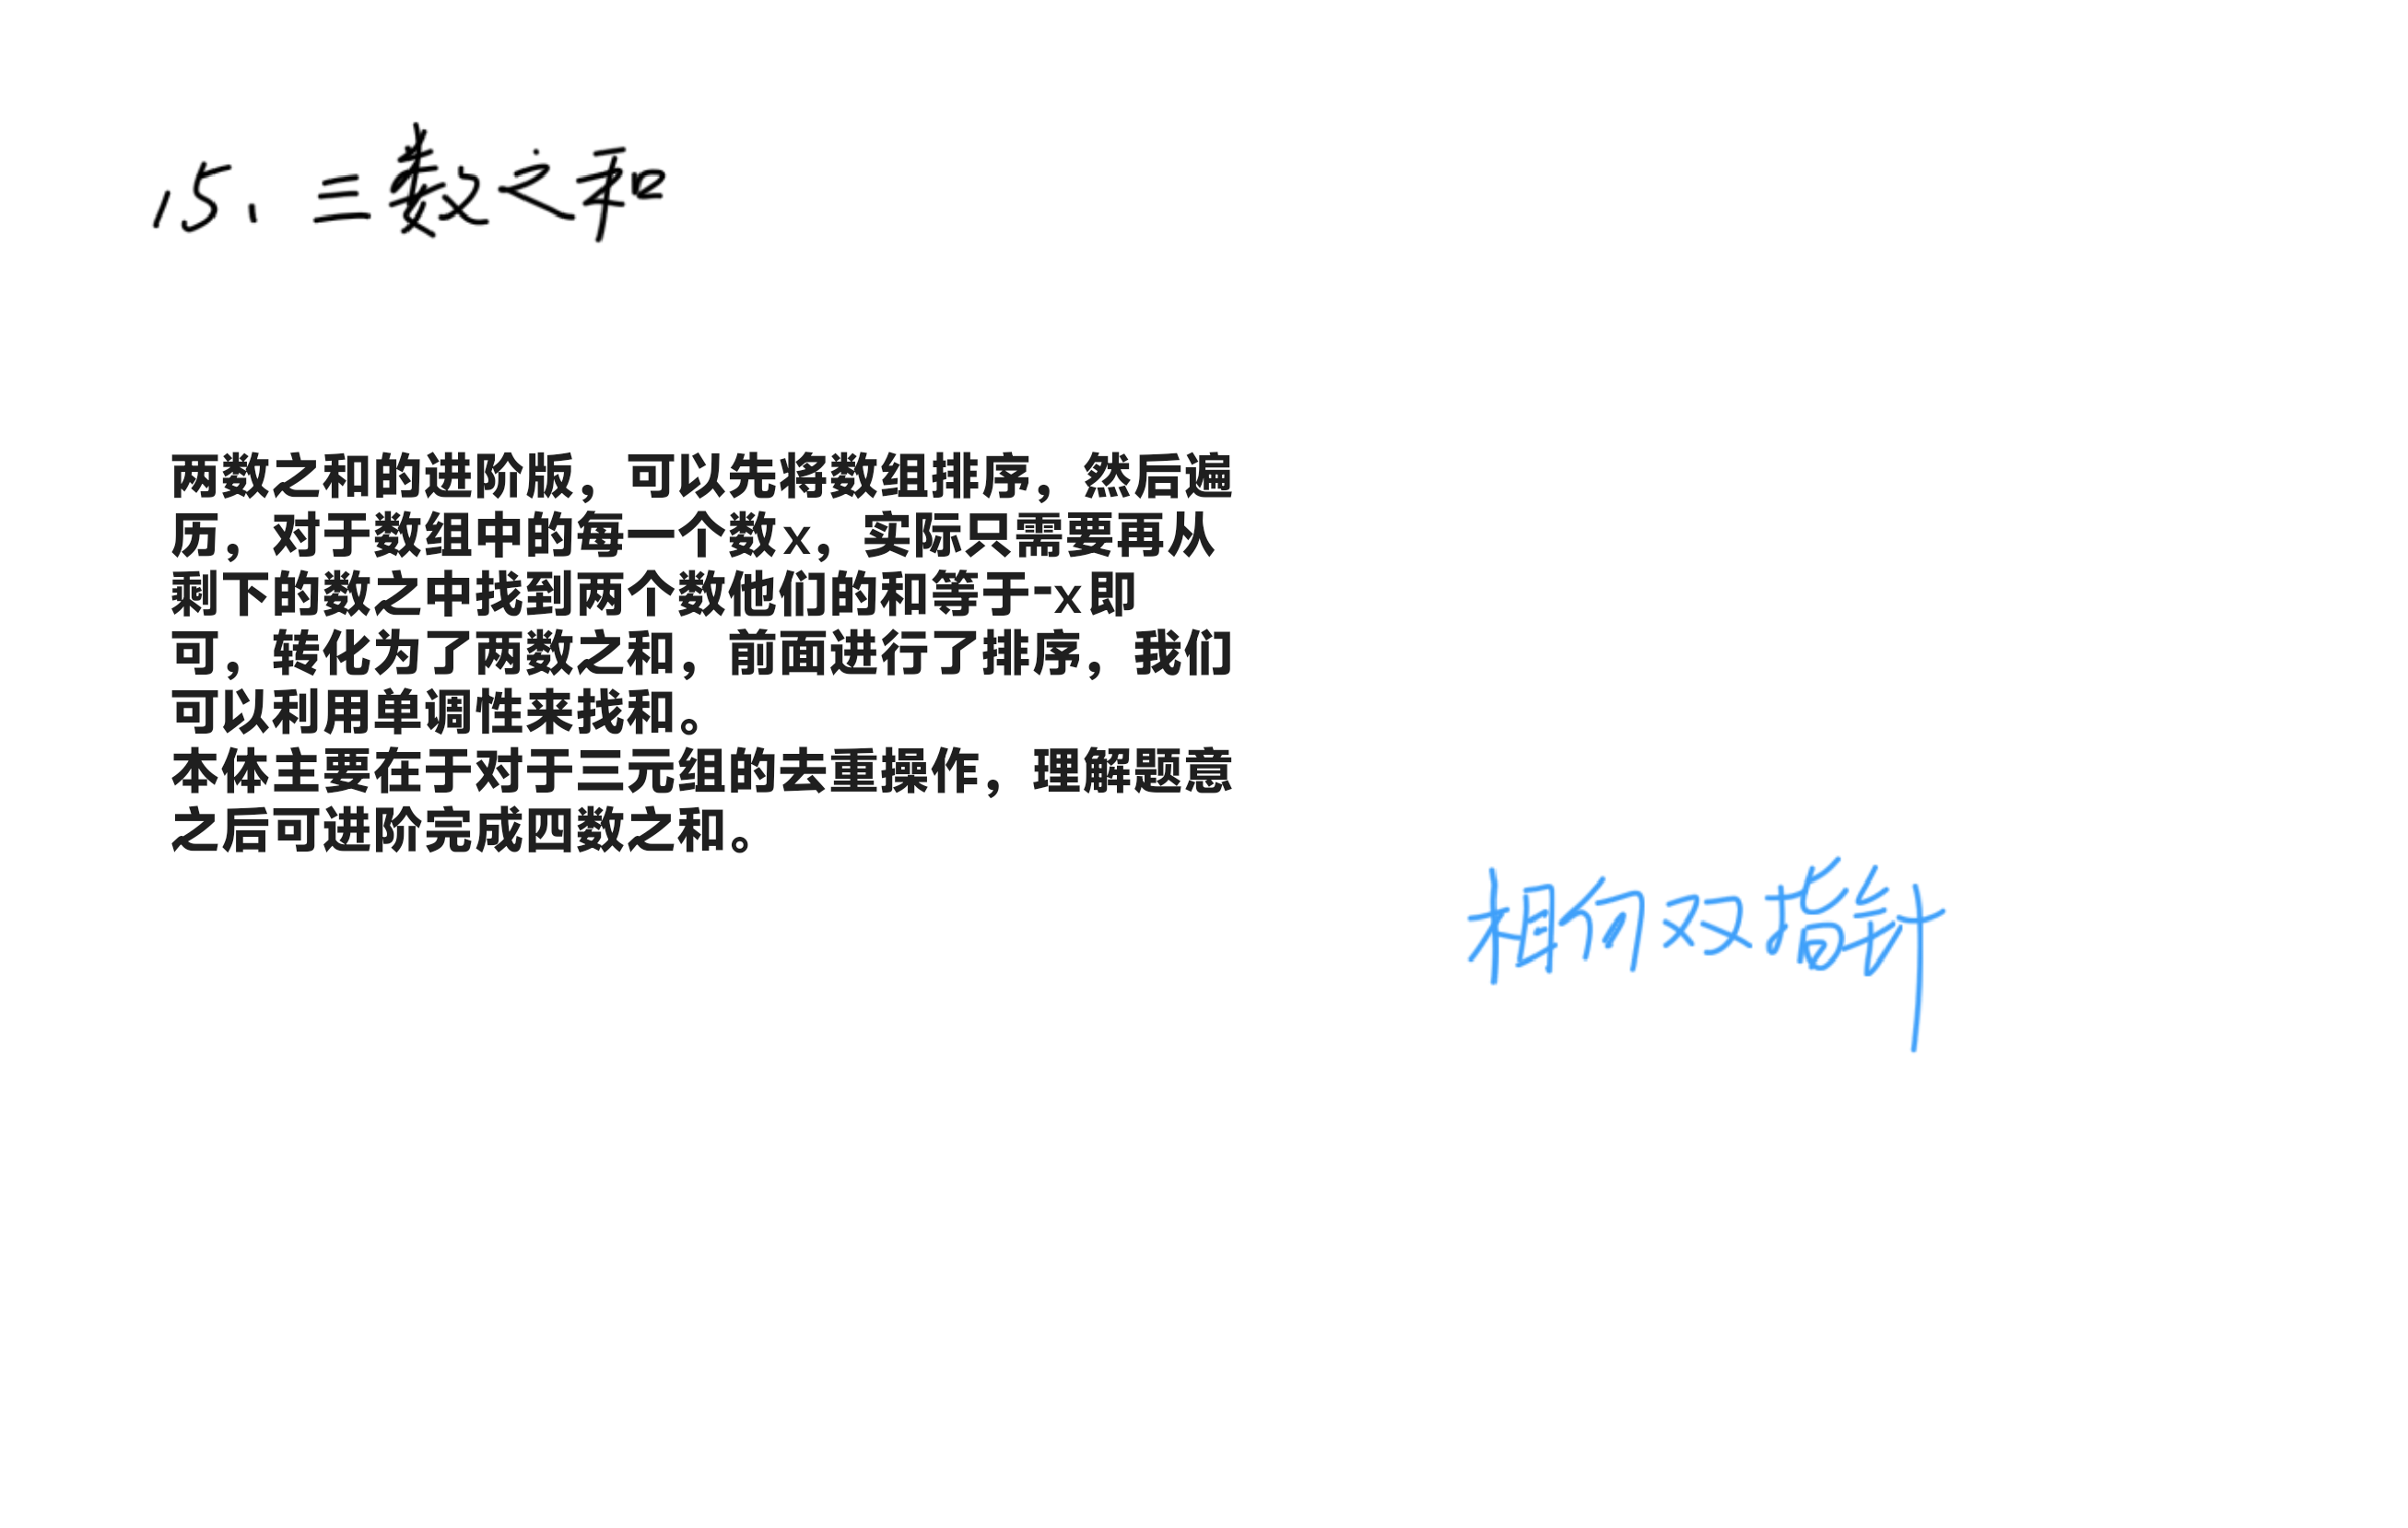 15. 三数之和
两数之和的进阶版，可以先将数组排序，然后遍
历，对于数组中的每一个数x，实际只需要再从
剩下的数之中找到两个数他们的和等于-x即
可，转化为了两数之和，前面进行了排序，我们
可以利用单调性来找和。
本体主要在于对于三元组的去重操作，理解题意
之后可进阶完成四数之和。
相向双指针